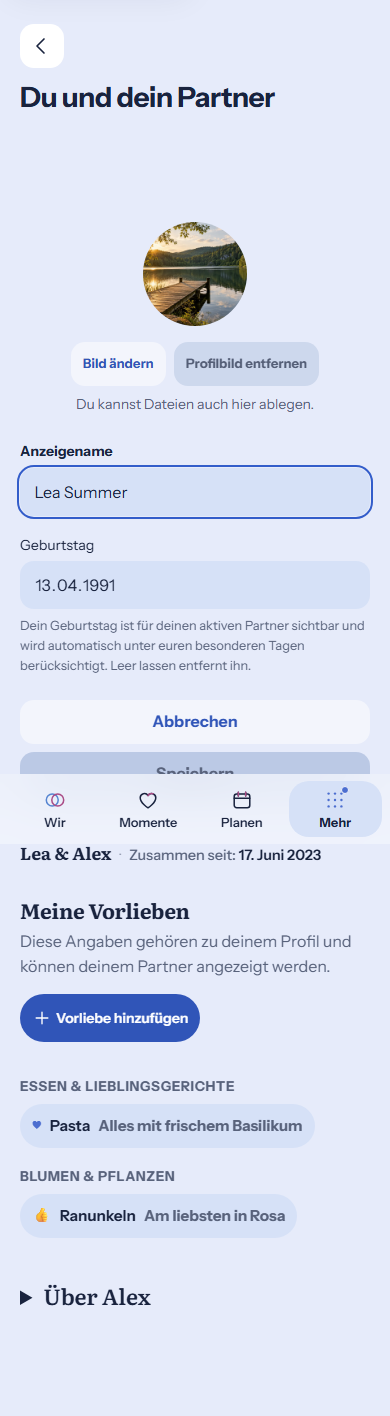 Du und dein Partner
Bild ändern
Profilbild entfernen
Du kannst Dateien auch hier ablegen.
Anzeigename
Lea Summer
Geburtstag
13.04.1991
Dein Geburtstag ist für deinen aktiven Partner sichtbar und
wird automatisch unter euren besonderen Tagen
berücksichtigt. Leer lassen entfernt ihn.
Abbrechen
Speichern
Wir
Momente
Planen
Mehr
Lea & Alex · Zusammen seit: 17. Juni 2023
Meine Vorlieben
Diese Angaben gehören zu deinem Profil und
können deinem Partner angezeigt werden.
Vorliebe hinzufügen
ESSEN & LIEBLINGSGERICHTE
Pasta Alles mit frischem Basilikum
BLUMEN & PFLANZEN
Ranunkeln Am liebsten in Rosa
Über Alex